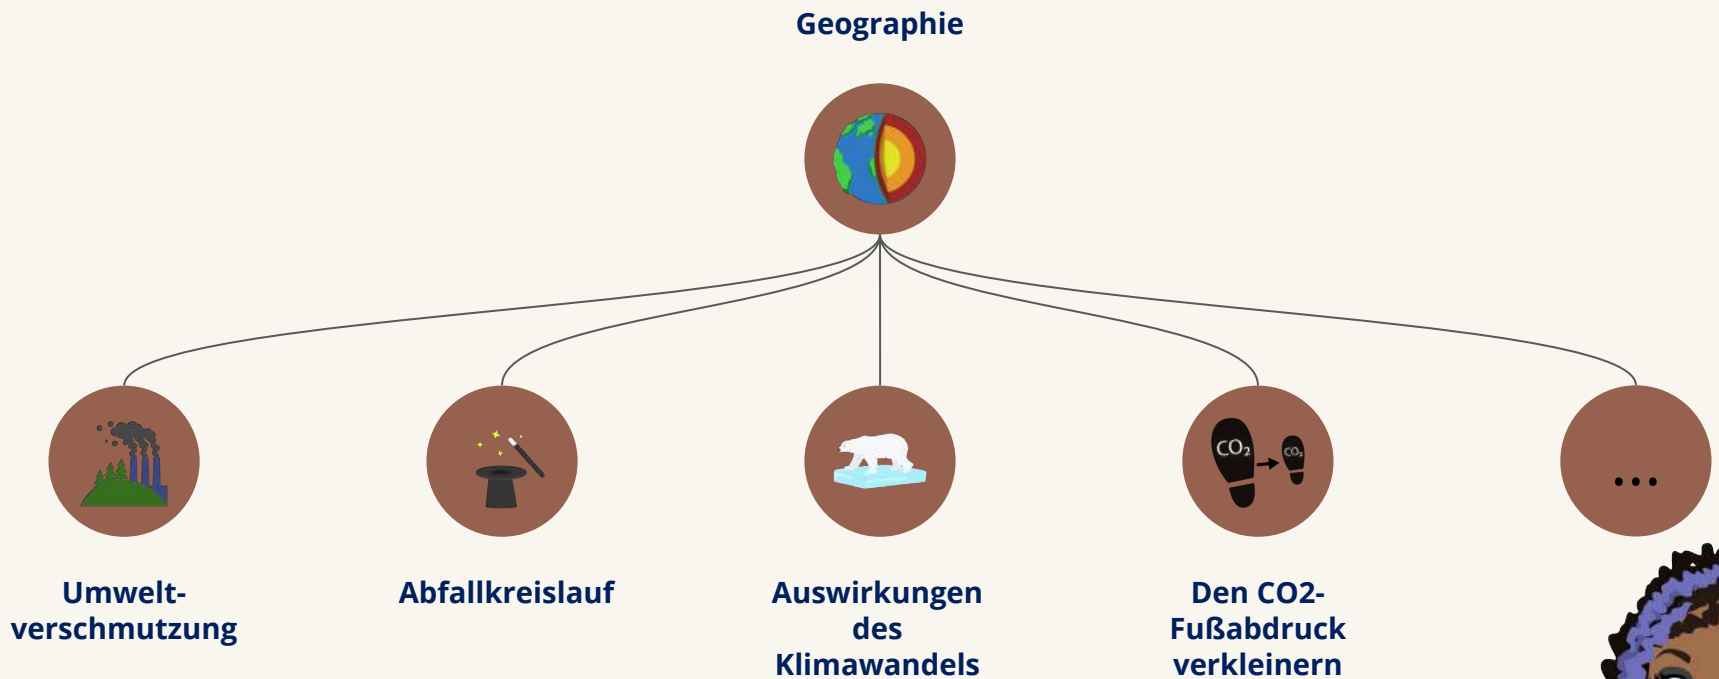 Geographie
CO₂
CO₂
...
Umwelt-
verschmutzung
Abfallkreislauf
Auswirkungen
des
Klimawandels
Den CO2-
Fußabdruck
verkleinern